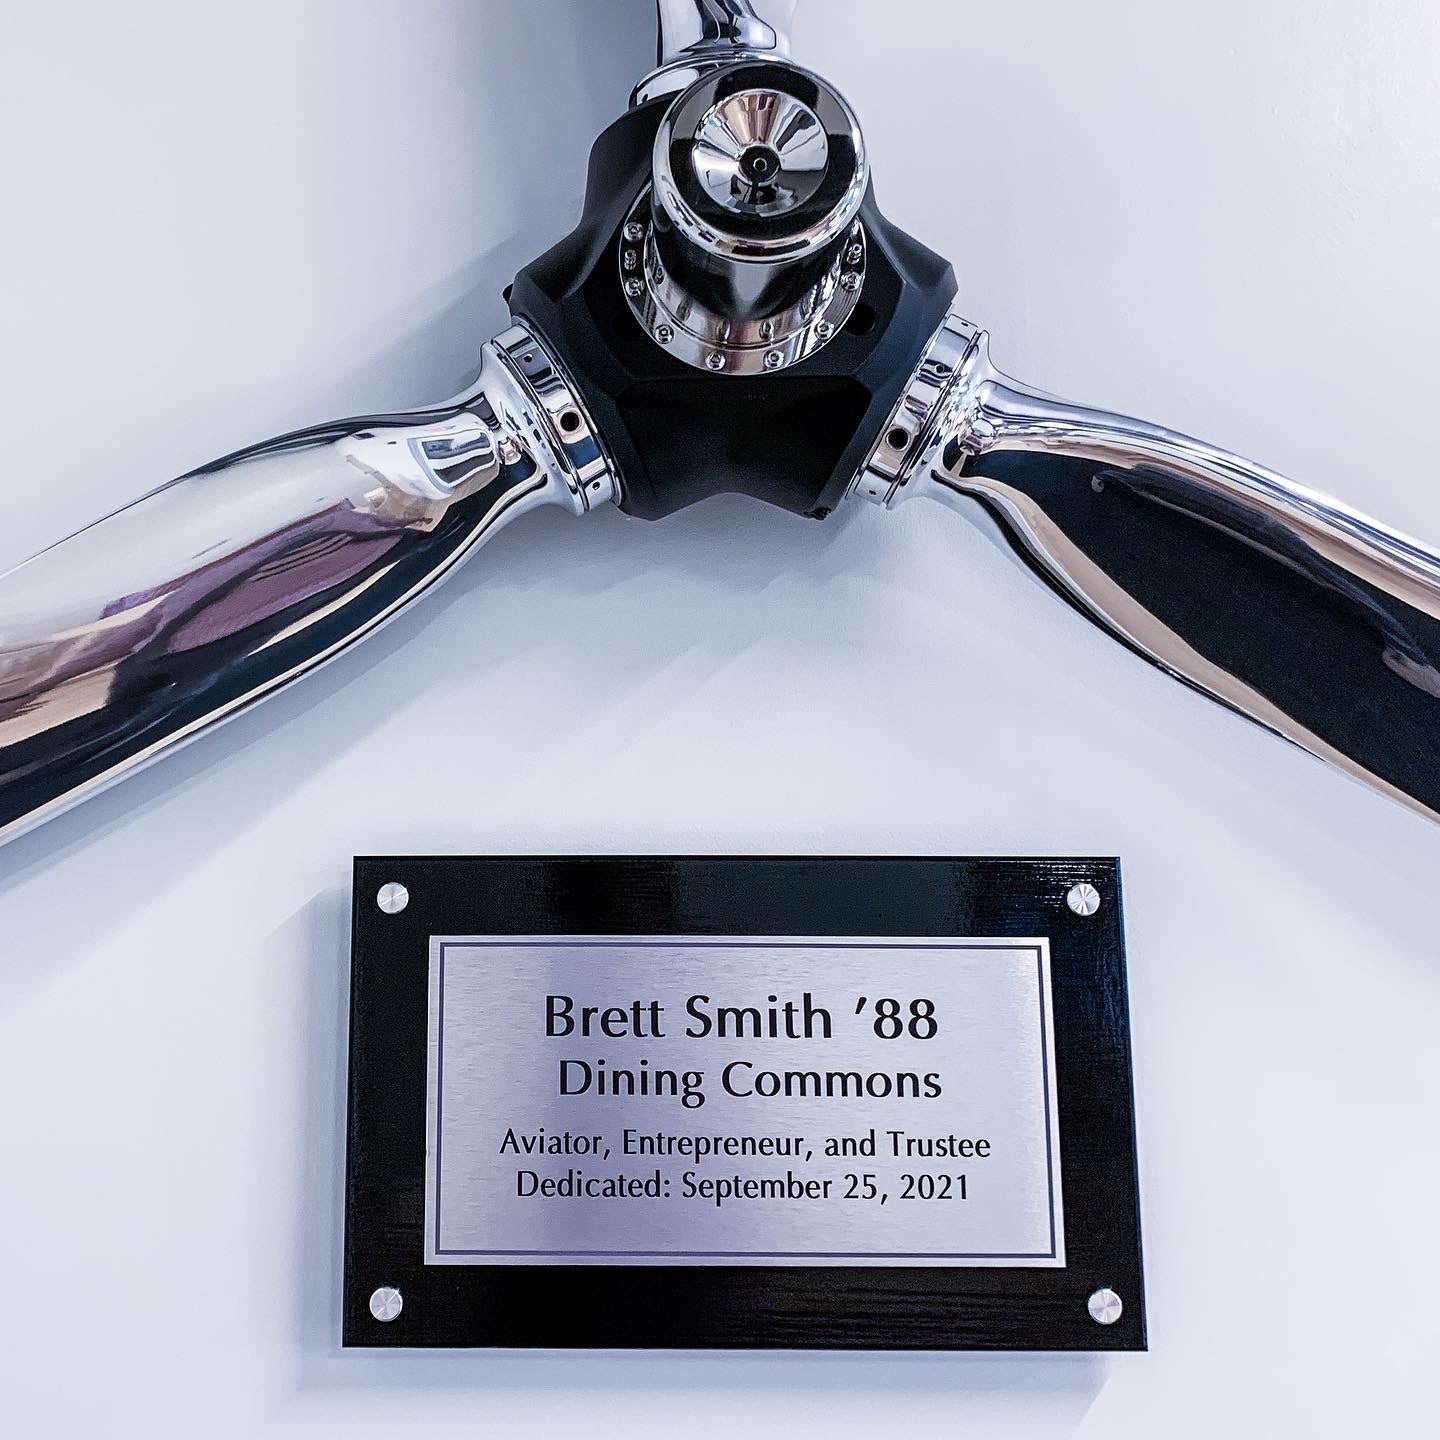 Brett Smith ’88
Dining Commons
Aviator, Entrepreneur, and Trustee
Dedicated: September 25, 2021